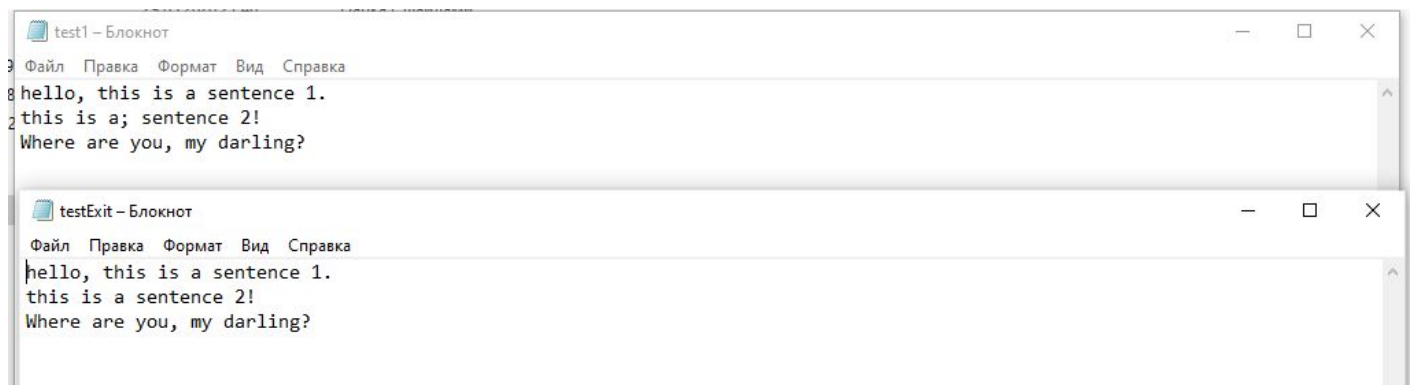 test1 – Блокнот
Файл Правка Формат Вид Справка
hello, this is a sentence 1.
this is a; sentence 2!
Where are you, my darling?
testExit – Блокнот
Файл Правка Формат Вид Справка
hello, this is a sentence 1.
this is a sentence 2!
Where are you, my darling?